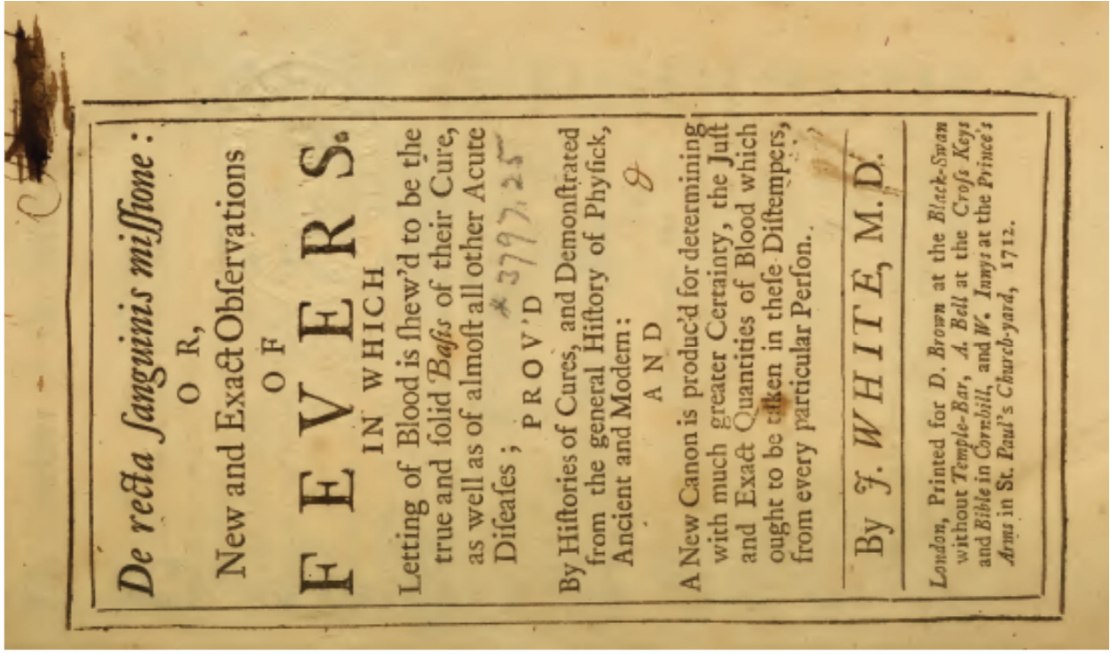 De recta ſanguinis miſſione :
O R,
New and Exact Obſervations
O F
F E V E R S.
IN WHICH
Letting of Blood is ſhew'd to be the
true and ſolid Baſis of their Cure,
as well as of almoſt all other Acute
Diſeaſes ; * 3797.25
P R O V ' D
By Hiſtories of Cures, and Demonſtrated
from the general Hiſtory of Phyſick,
Ancient and Modern :
A N D
A New Canon is produc'd for determining
with much greater Certainty, the Juſt
and Exact Quantities of Blood which
ought to be taken in theſe Diſtempers,
from every particular Perſon.
By J. WHITE, M. D.
London, Printed for D. Brown at the Black-Swan
without Temple-Bar, A. Bell at the Croſs Keys
and Bible in Cornhill, and W. Innys at the Prince's
Arms in St. Paul's Church-yard, 1712.